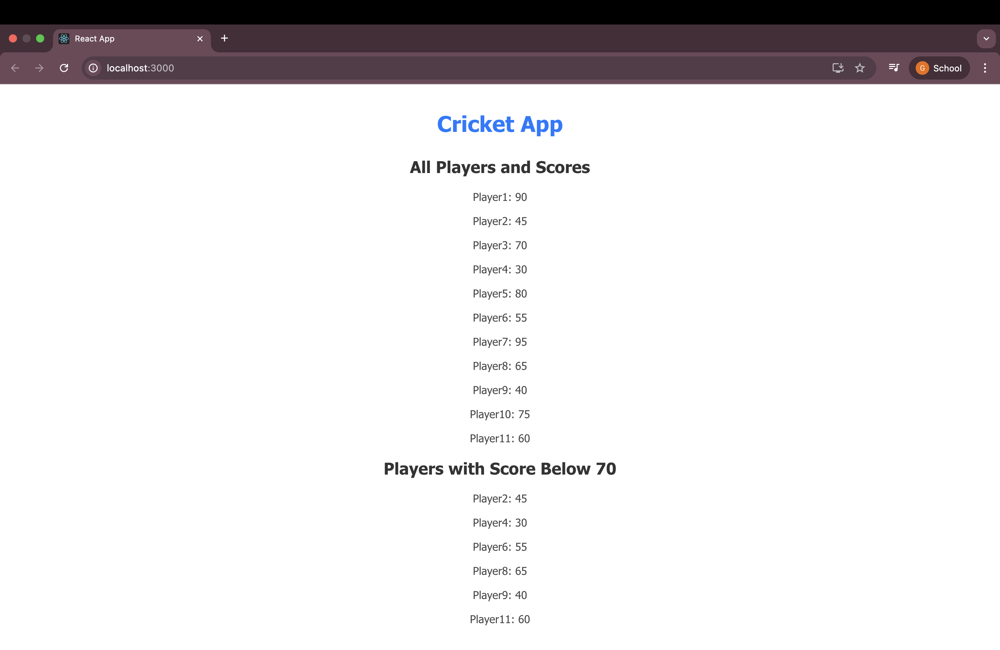 React App
localhost:3000
G School
Cricket App
All Players and Scores
Player1: 90
Player2: 45
Player3: 70
Player4: 30
Player5: 80
Player6: 55
Player7: 95
Player8: 65
Player9: 40
Player10: 75
Player11: 60
Players with Score Below 70
Player2: 45
Player4: 30
Player6: 55
Player8: 65
Player9: 40
Player11: 60